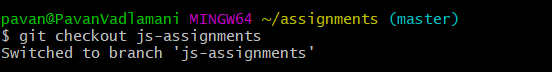 pavan@PavanVadlamani MINGW64 ~/assignments (master)
$ git checkout js-assignments
Switched to branch 'js-assignments'